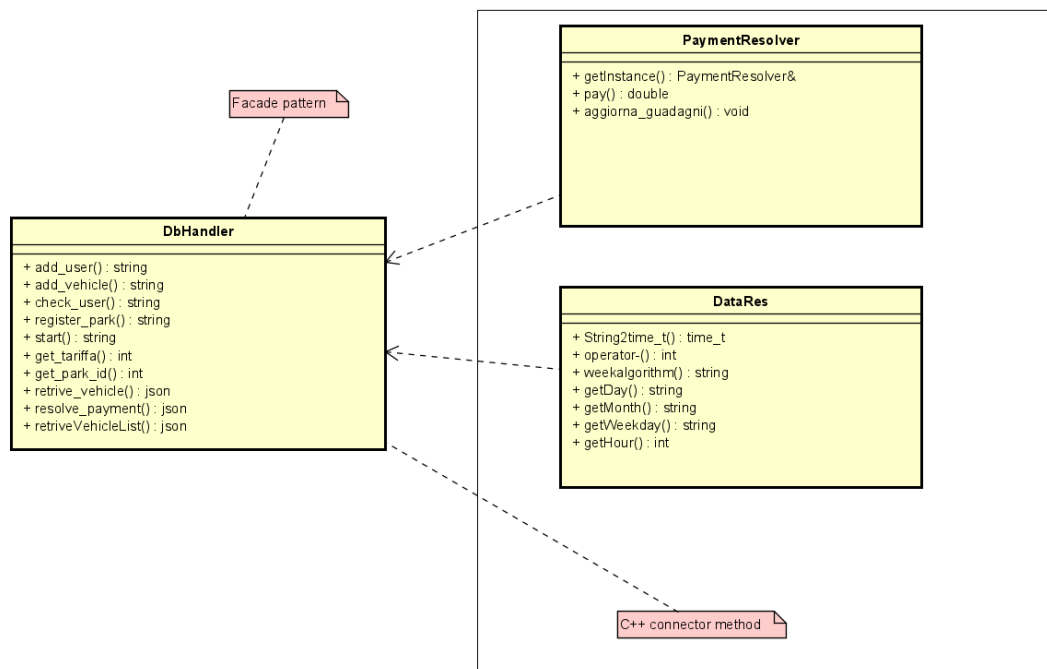 PaymentResolver
+ getInstance() : PaymentResolver&
+ pay() : double
+ aggiorna_guadagni() : void
Facade pattern
DbHandler
+ add_user() : string
+ add_vehicle() : string
+ check_user() : string
+ register_park() : string
+ start() : string
+ get_tariffa() : int
+ get_park_id() : int
+ retrive_vehicle() : json
+ resolve_payment() : json
+ retriveVehicleList() : json
DataRes
+ String2time_t() : time_t
+ operator-() : int
+ weekalgorithm() : string
+ getDay() : string
+ getMonth() : string
+ getWeekday() : string
+ getHour() : int
C++ connector method